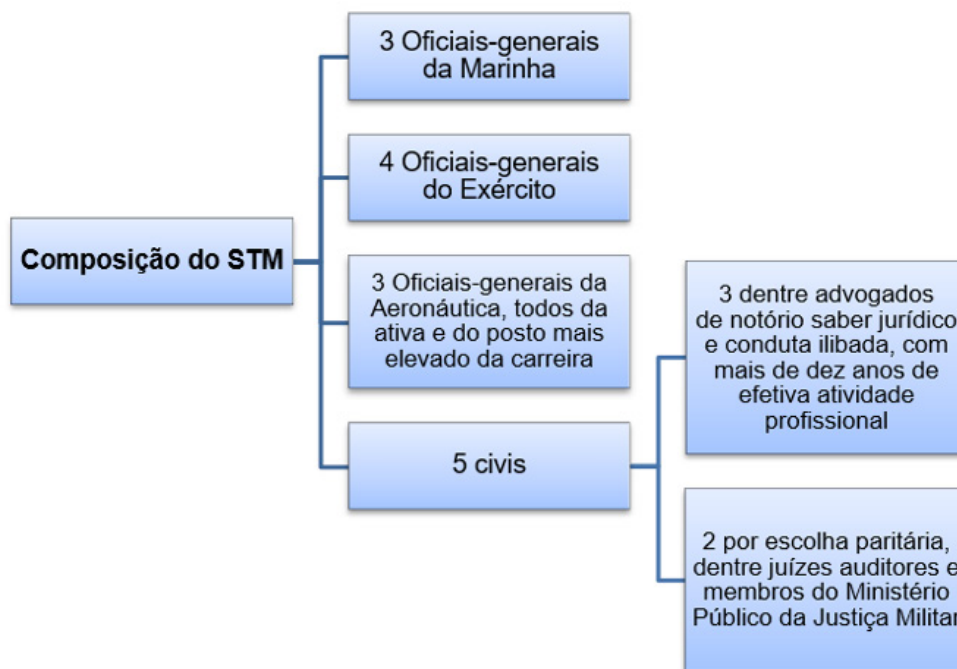 3 Oficiais-generais
da Marinha
4 Oficiais-generais
do Exército
Composição do STM
3 Oficiais-generais da
Aeronáutica, todos da
ativa e do posto mais
elevado da carreira
5 civis
3 dentre advogados
de notório saber jurídico
e conduta ilibada, com
mais de dez anos de
efetiva atividade
profissional
2 por escolha paritária,
dentre juízes auditores e
membros do Ministério
Público da Justiça Militar